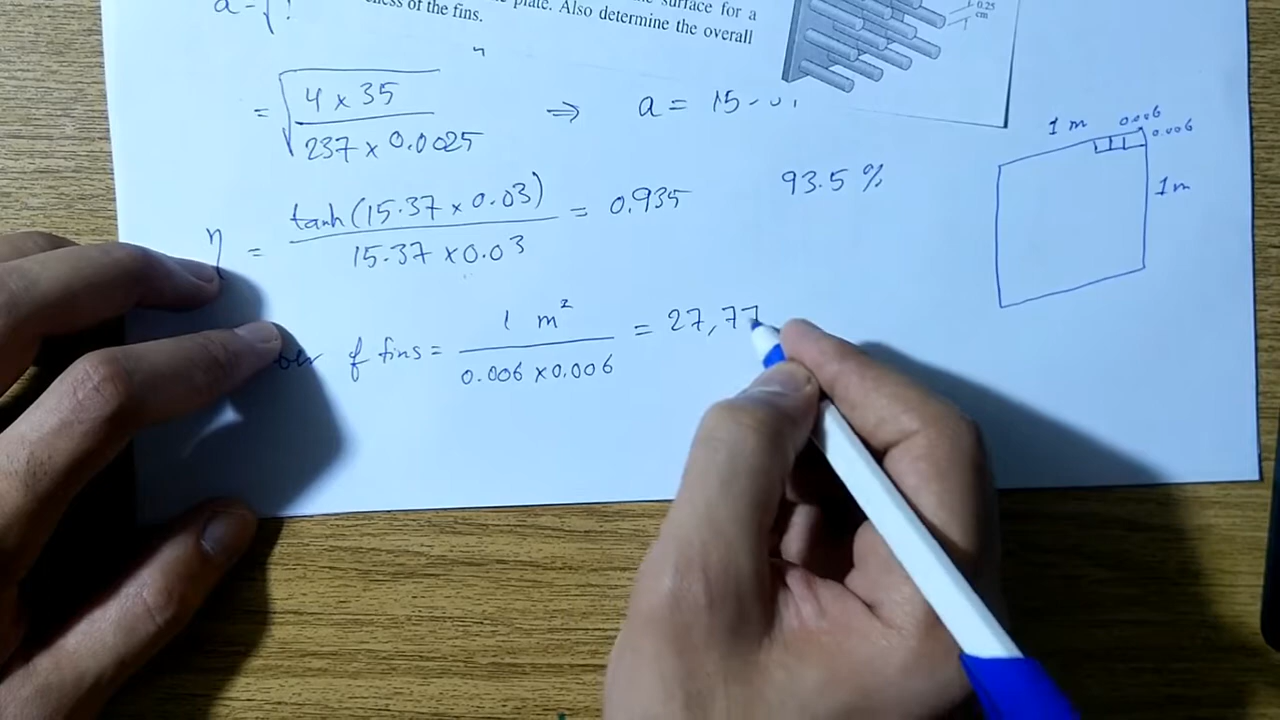 surface for a
plate. Also determine the overall
of the fins.
0.25
cm
= √ 4 × 35 / 237 × 0.0025 ⇒ a = 15
1 m 0.006
0.006
1m
η = tanh(15.37 × 0.03) / 15.37 × 0.03 = 0.935 93.5 %
of fins = 1 m² / 0.006 × 0.006 = 27,77